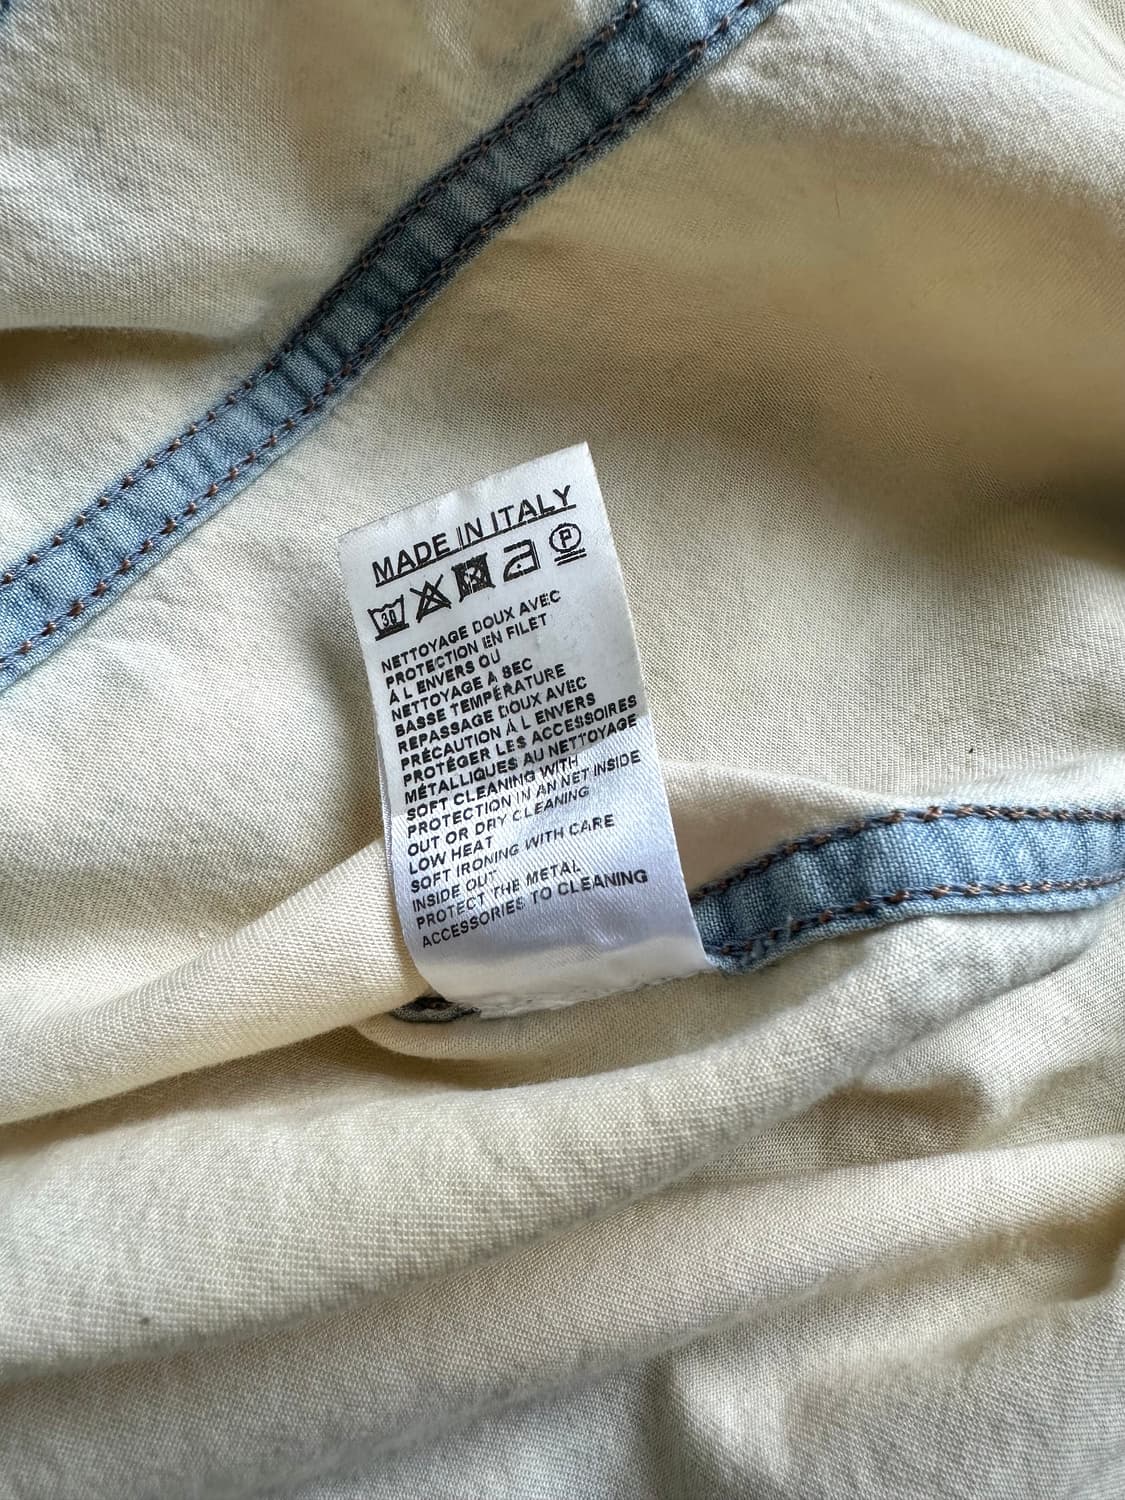 MADE IN ITALY
30 P
NETTOYAGE DOUX AVEC
PROTECTION EN FILET
À L ENVERS OU
NETTOYAGE A SEC
BASSE TEMPÉRATURE
REPASSAGE DOUX AVEC
PRÉCAUTION À L ENVERS
PROTÉGER LES ACCESSOIRES
MÉTALLIQUES AU NETTOYAGE
SOFT CLEANING WITH
PROTECTION IN AN NET INSIDE
OUT OR DRY CLEANING
LOW HEAT
SOFT IRONING WITH CARE
INSIDE OUT
PROTECT THE METAL
ACCESSORIES TO CLEANING